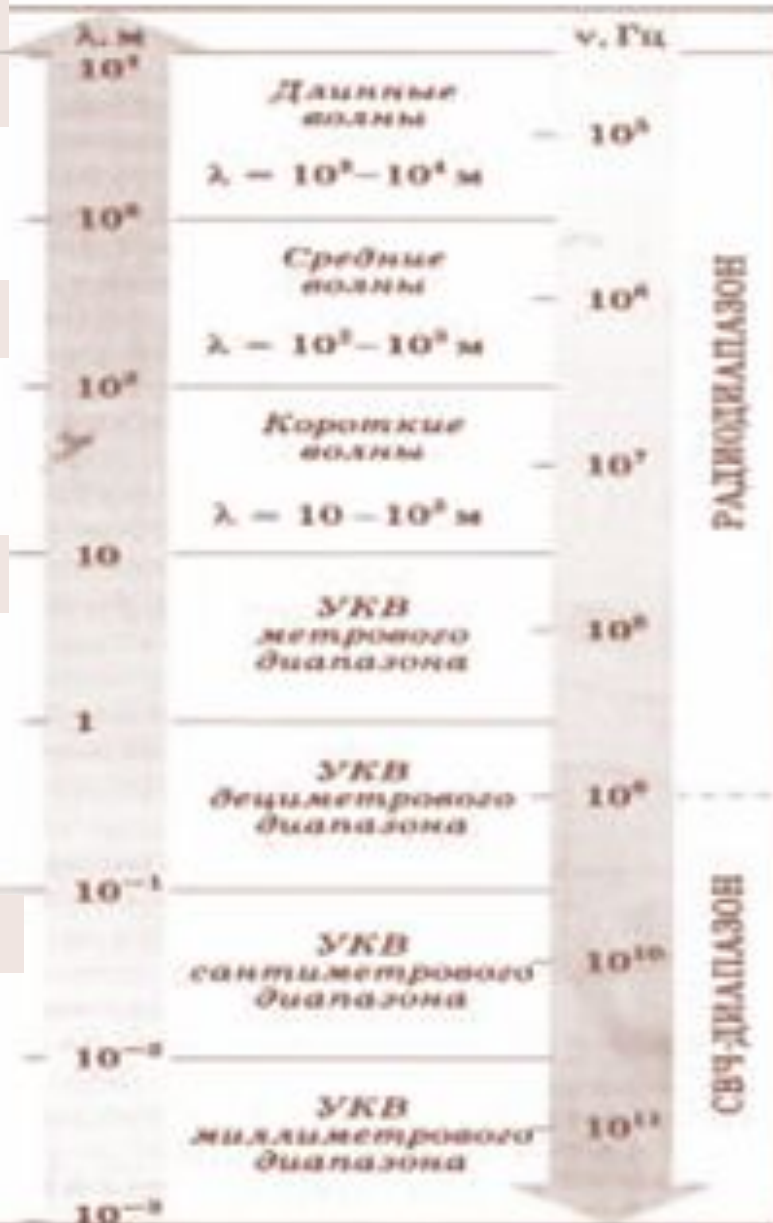 λ, м
ν, Гц
10⁴
Длинные
волны
10⁵
λ = 10³–10⁴ м
10³
Средние
волны
10⁶
λ = 10²–10³ м
10²
Короткие
волны
10⁷
λ = 10–10² м
10
УКВ
метрового
диапазона
10⁸
1
УКВ
дециметрового
диапазона
10⁹
10⁻¹
УКВ
сантиметрового
диапазона
10¹⁰
10⁻²
УКВ
миллиметрового
диапазона
10¹¹
10⁻³
РАДИОДИАПАЗОН
СВЧ-ДИАПАЗОН